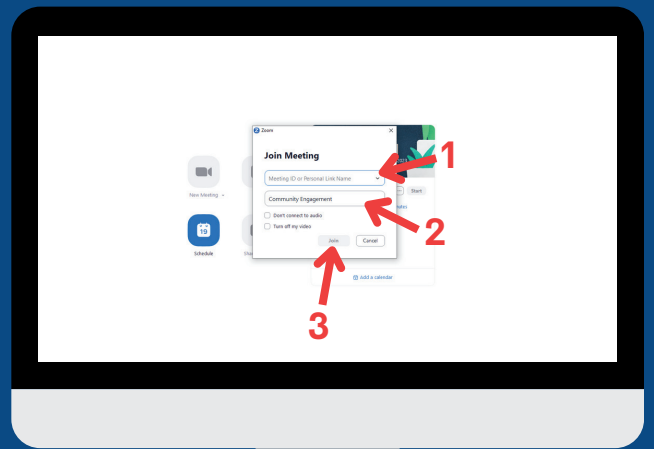 Zoom
Join Meeting
Meeting ID or Personal Link Name
Community Engagement
Don't connect to audio
Turn off my video
Join
Cancel
New Meeting
19
Schedule
Start
Add a calendar
1
2
3